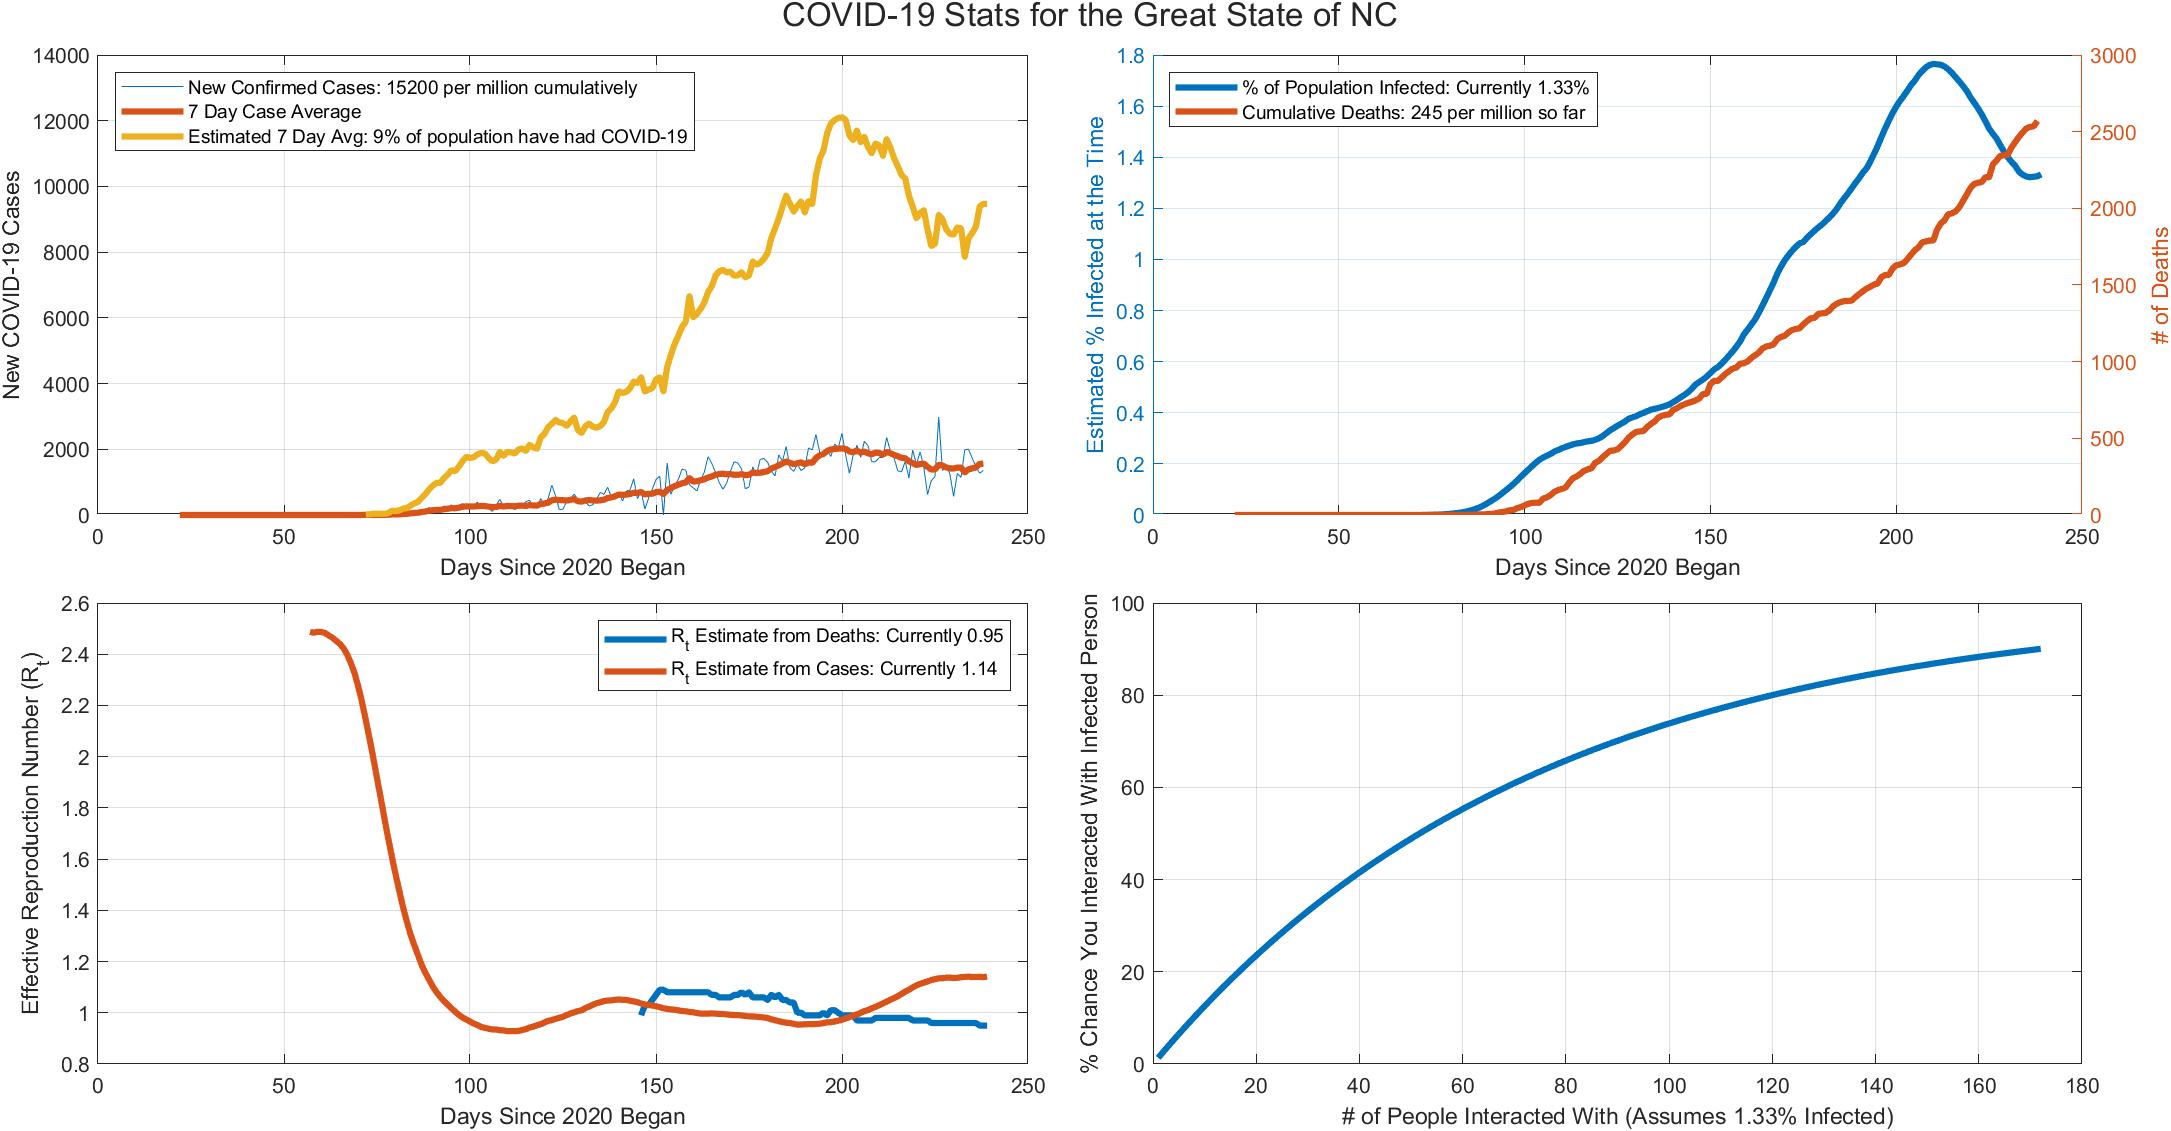 COVID-19 Stats for the Great State of NC
New COVID-19 Cases
14000
12000
10000
8000
6000
4000
2000
0
New Confirmed Cases: 15200 per million cumulatively
7 Day Case Average
Estimated 7 Day Avg: 9% of population have had COVID-19
0 50 100 150 200 250
Days Since 2020 Began
Estimated % Infected at the Time
1.8
1.6
1.4
1.2
1
0.8
0.6
0.4
0.2
0
% of Population Infected: Currently 1.33%
Cumulative Deaths: 245 per million so far
3000
2500
2000
1500
1000
500
0
# of Deaths
0 50 100 150 200 250
Days Since 2020 Began
Effective Reproduction Number (Rt)
2.6
2.4
2.2
2
1.8
1.6
1.4
1.2
1
0.8
Rt Estimate from Deaths: Currently 0.95
Rt Estimate from Cases: Currently 1.14
0 50 100 150 200 250
Days Since 2020 Began
% Chance You Interacted With Infected Person
100
80
60
40
20
0
0 20 40 60 80 100 120 140 160 180
# of People Interacted With (Assumes 1.33% Infected)